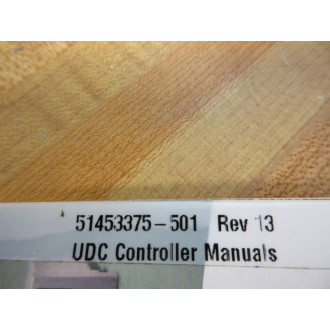 51453375-501 Rev 13
UDC Controller Manuals